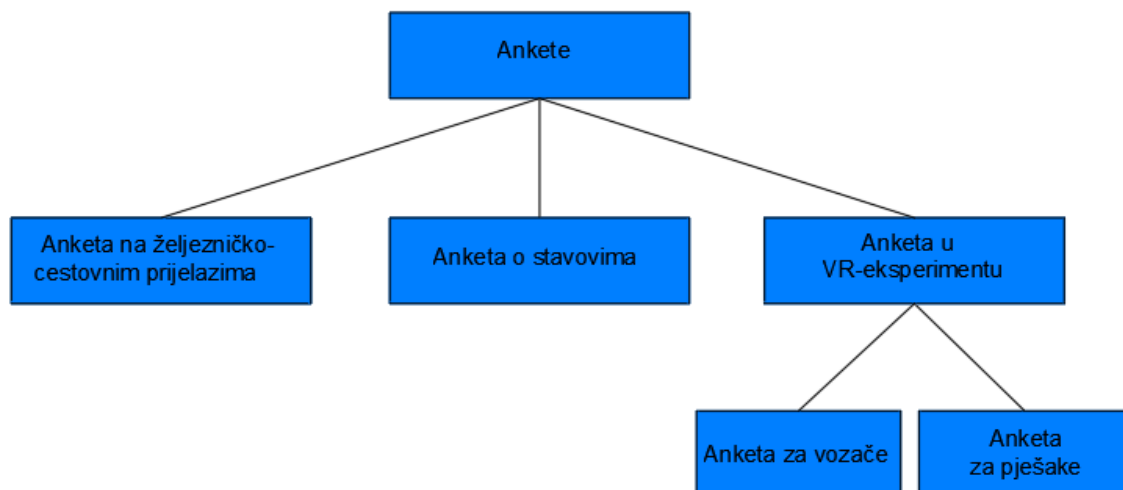 Ankete
Anketa na željezničko-
cestovnim prijelazima
Anketa o stavovima
Anketa u
VR-eksperimentu
Anketa za vozače
Anketa
za pješake